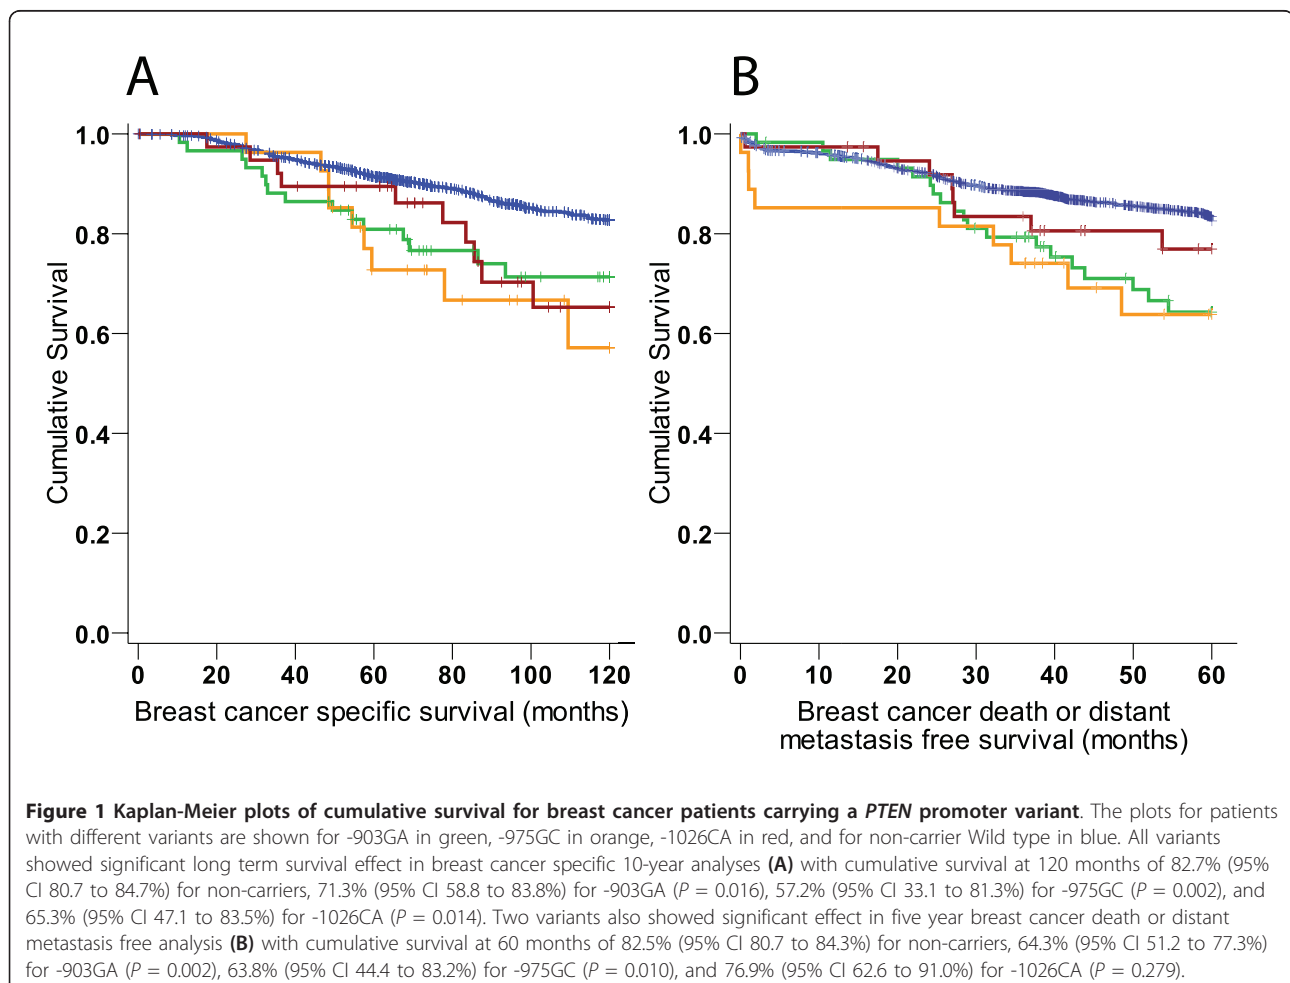 A
B
1.0
0.8
0.6
0.4
0.2
0.0
Cumulative Survival
0 20 40 60 80 100 120
Breast cancer specific survival (months)
1.0
0.8
0.6
0.4
0.2
0.0
Cumulative Survival
0 10 20 30 40 50 60
Breast cancer death or distant
metastasis free survival (months)
Figure 1 Kaplan-Meier plots of cumulative survival for breast cancer patients carrying a PTEN promoter variant. The plots for patients
with different variants are shown for -903GA in green, -975GC in orange, -1026CA in red, and for non-carrier Wild type in blue. All variants
showed significant long term survival effect in breast cancer specific 10-year analyses (A) with cumulative survival at 120 months of 82.7% (95%
CI 80.7 to 84.7%) for non-carriers, 71.3% (95% CI 58.8 to 83.8%) for -903GA (P = 0.016), 57.2% (95% CI 33.1 to 81.3%) for -975GC (P = 0.002), and
65.3% (95% CI 47.1 to 83.5%) for -1026CA (P = 0.014). Two variants also showed significant effect in five year breast cancer death or distant
metastasis free analysis (B) with cumulative survival at 60 months of 82.5% (95% CI 80.7 to 84.3%) for non-carriers, 64.3% (95% CI 51.2 to 77.3%)
for -903GA (P = 0.002), 63.8% (95% CI 44.4 to 83.2%) for -975GC (P = 0.010), and 76.9% (95% CI 62.6 to 91.0%) for -1026CA (P = 0.279).